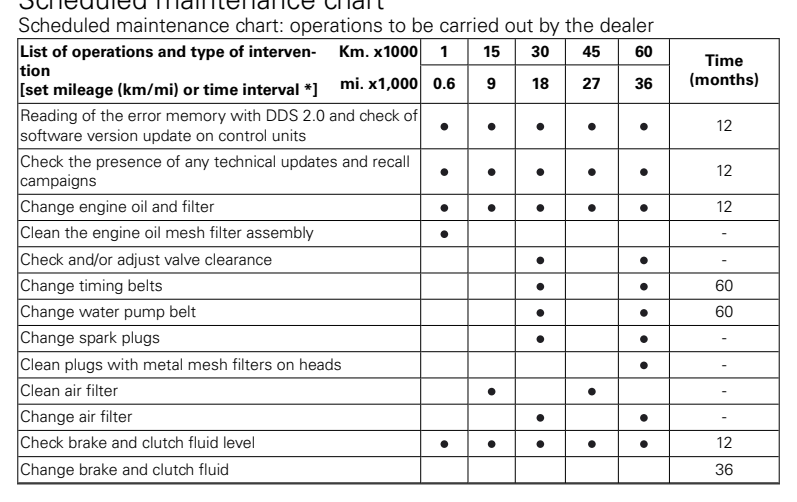 Scheduled maintenance chart
Scheduled maintenance chart: operations to be carried out by the dealer
List of operations and type of interven- Km. x1000 1 15 30 45 60 Time
tion
[set mileage (km/mi) or time interval *] mi. x1,000 0.6 9 18 27 36 (months)
Reading of the error memory with DDS 2.0 and check of
software version update on control units ● ● ● ● ● 12
Check the presence of any technical updates and recall
campaigns ● ● ● ● ● 12
Change engine oil and filter ● ● ● ● ● 12
Clean the engine oil mesh filter assembly ● -
Check and/or adjust valve clearance ● ● -
Change timing belts ● ● 60
Change water pump belt ● ● 60
Change spark plugs ● ● -
Clean plugs with metal mesh filters on heads ● -
Clean air filter ● ● -
Change air filter ● ● -
Check brake and clutch fluid level ● ● ● ● ● 12
Change brake and clutch fluid 36